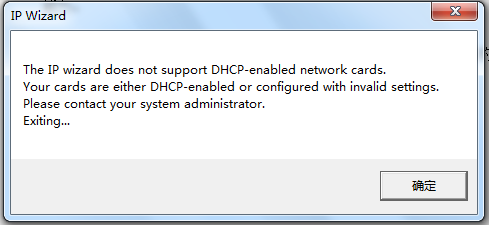 IP Wizard
The IP wizard does not support DHCP-enabled network cards.
Your cards are either DHCP-enabled or configured with invalid settings.
Please contact your system administrator.
Exiting...
确定